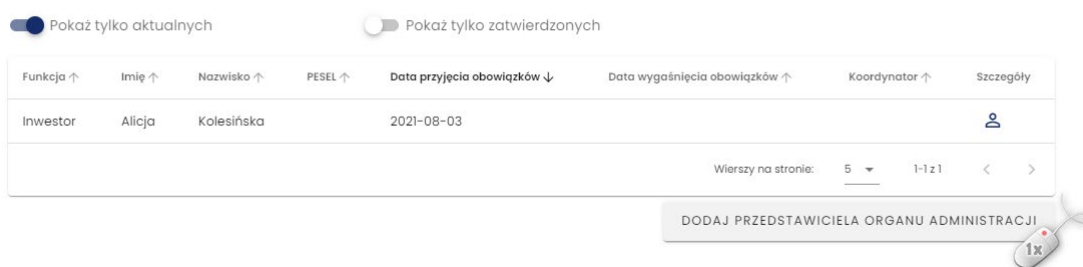 Pokaż tylko aktualnych Pokaż tylko zatwierdzonych
Funkcja ↑ Imię ↑ Nazwisko ↑ PESEL ↑ Data przyjęcia obowiązków ↓ Data wygaśnięcia obowiązków ↑ Koordynator ↑ Szczegóły
Inwestor Alicja Kolesińska 2021-08-03
Wierszy na stronie: 5 1-1 z 1
DODAJ PRZEDSTAWICIELA ORGANU ADMINISTRACJI
1x